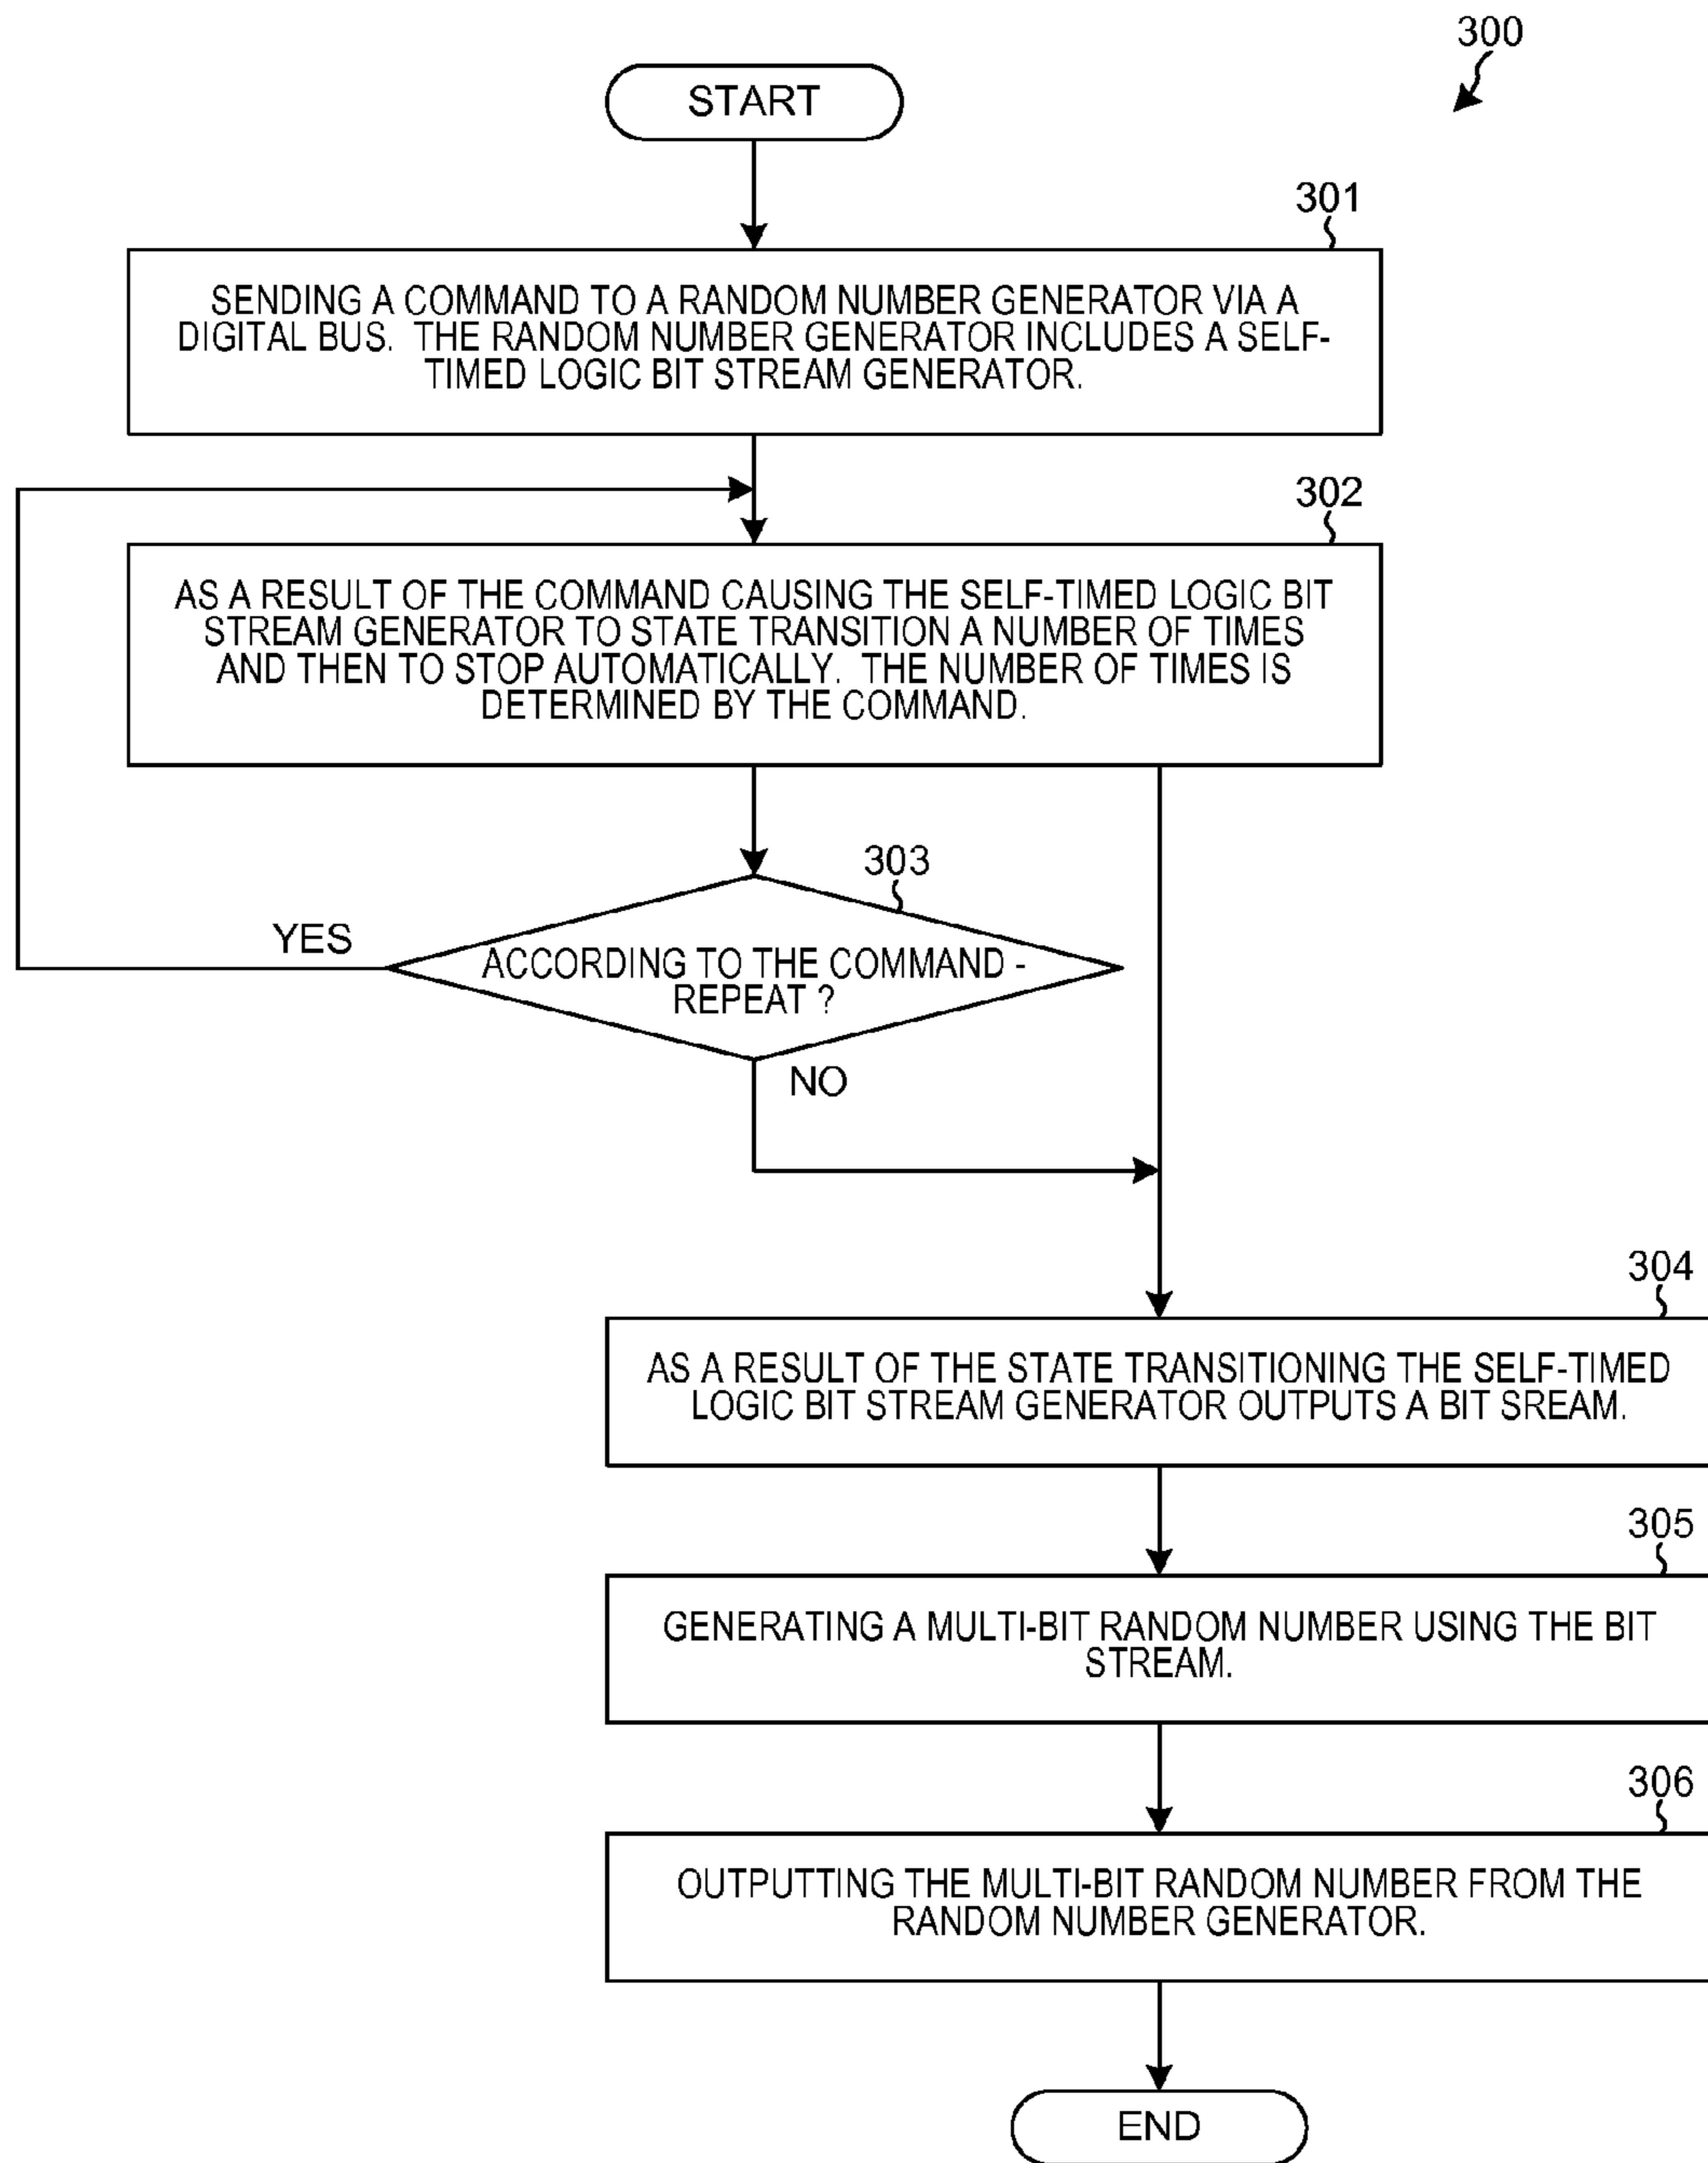 300
START
301
SENDING A COMMAND TO A RANDOM NUMBER GENERATOR VIA A
DIGITAL BUS. THE RANDOM NUMBER GENERATOR INCLUDES A SELF-
TIMED LOGIC BIT STREAM GENERATOR.
302
AS A RESULT OF THE COMMAND CAUSING THE SELF-TIMED LOGIC BIT
STREAM GENERATOR TO STATE TRANSITION A NUMBER OF TIMES
AND THEN TO STOP AUTOMATICALLY. THE NUMBER OF TIMES IS
DETERMINED BY THE COMMAND.
303
YES
ACCORDING TO THE COMMAND -
REPEAT ?
NO
304
AS A RESULT OF THE STATE TRANSITIONING THE SELF-TIMED
LOGIC BIT STREAM GENERATOR OUTPUTS A BIT SREAM.
305
GENERATING A MULTI-BIT RANDOM NUMBER USING THE BIT
STREAM.
306
OUTPUTTING THE MULTI-BIT RANDOM NUMBER FROM THE
RANDOM NUMBER GENERATOR.
END